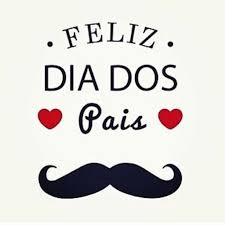 · FELIZ ·
DIA DOS
Pais